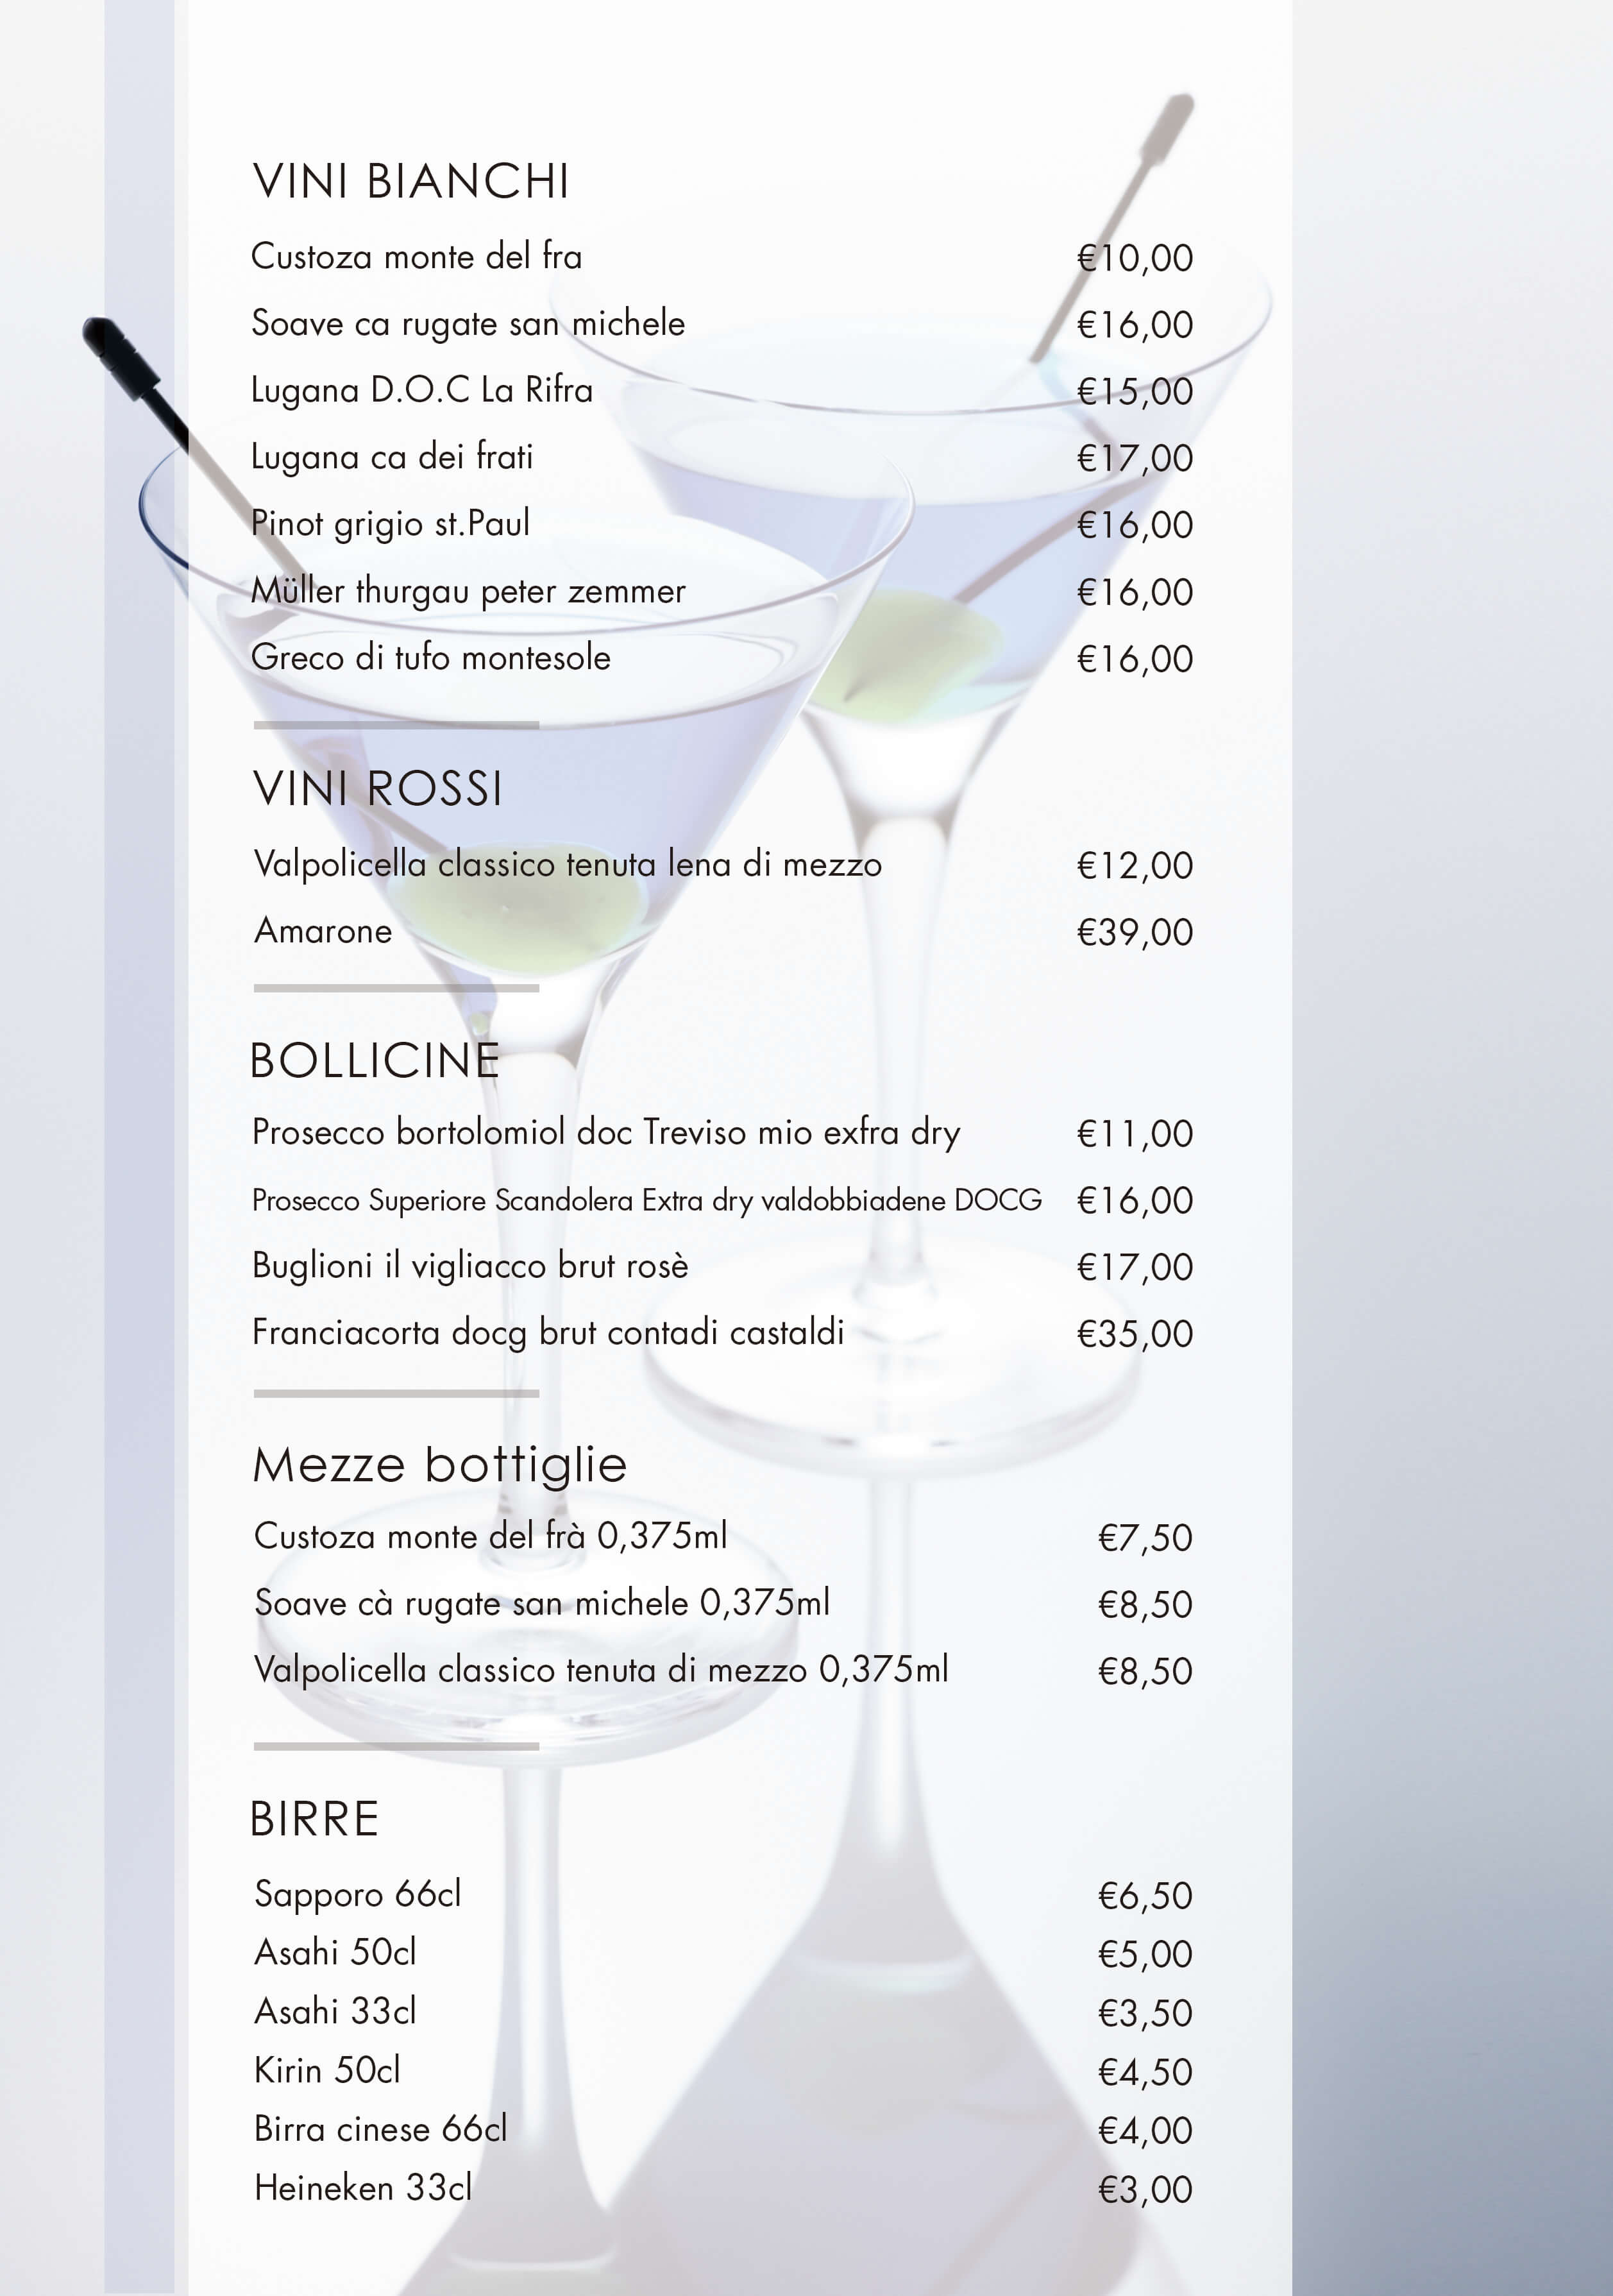 VINI BIANCHI
Custoza monte del fra €10,00
Soave ca rugate san michele €16,00
Lugana D.O.C La Rifra €15,00
Lugana ca dei frati €17,00
Pinot grigio st.Paul €16,00
Müller thurgau peter zemmer €16,00
Greco di tufo montesole €16,00
VINI ROSSI
Valpolicella classico tenuta lena di mezzo €12,00
Amarone €39,00
BOLLICINE
Prosecco bortolomiol doc Treviso mio exfra dry €11,00
Prosecco Superiore Scandolera Extra dry valdobbiadene DOCG €16,00
Buglioni il vigliacco brut rosè €17,00
Franciacorta docg brut contadi castaldi €35,00
Mezze bottiglie
Custoza monte del frà 0,375ml €7,50
Soave cà rugate san michele 0,375ml €8,50
Valpolicella classico tenuta di mezzo 0,375ml €8,50
BIRRE
Sapporo 66cl €6,50
Asahi 50cl €5,00
Asahi 33cl €3,50
Kirin 50cl €4,50
Birra cinese 66cl €4,00
Heineken 33cl €3,00